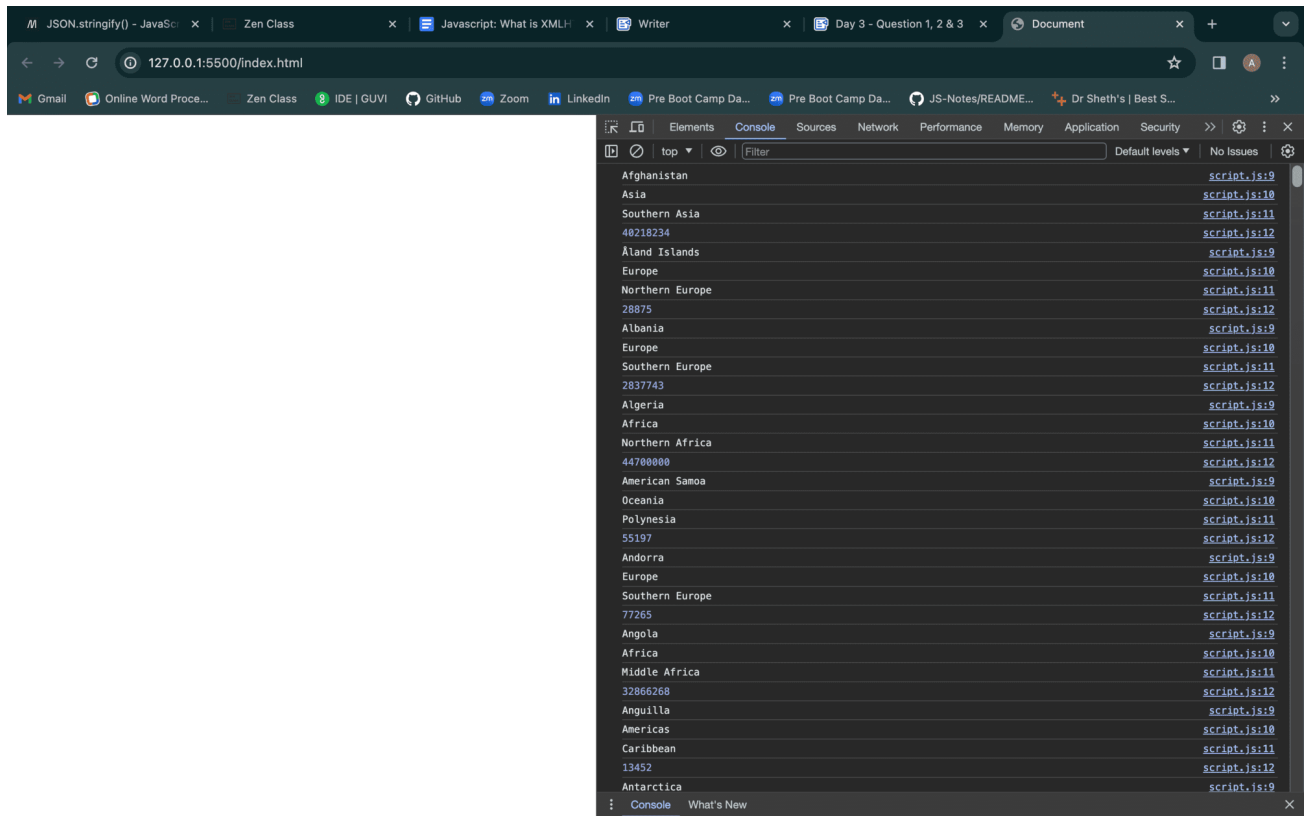 JSON.stringify() - JavaSc Zen Class Javascript: What is XMLH Writer Day 3 - Question 1, 2 & 3 Document
127.0.0.1:5500/index.html A
Gmail Online Word Proce... Zen Class IDE | GUVI GitHub zm Zoom in LinkedIn zm Pre Boot Camp Da... zm Pre Boot Camp Da... JS-Notes/README... Dr Sheth's | Best S... »
Elements Console Sources Network Performance Memory Application Security »
top Filter Default levels No Issues
Afghanistan script.js:9
Asia script.js:10
Southern Asia script.js:11
40218234 script.js:12
Åland Islands script.js:9
Europe script.js:10
Northern Europe script.js:11
28875 script.js:12
Albania script.js:9
Europe script.js:10
Southern Europe script.js:11
2837743 script.js:12
Algeria script.js:9
Africa script.js:10
Northern Africa script.js:11
44700000 script.js:12
American Samoa script.js:9
Oceania script.js:10
Polynesia script.js:11
55197 script.js:12
Andorra script.js:9
Europe script.js:10
Southern Europe script.js:11
77265 script.js:12
Angola script.js:9
Africa script.js:10
Middle Africa script.js:11
32866268 script.js:12
Anguilla script.js:9
Americas script.js:10
Caribbean script.js:11
13452 script.js:12
Antarctica script.js:9
Console What's New